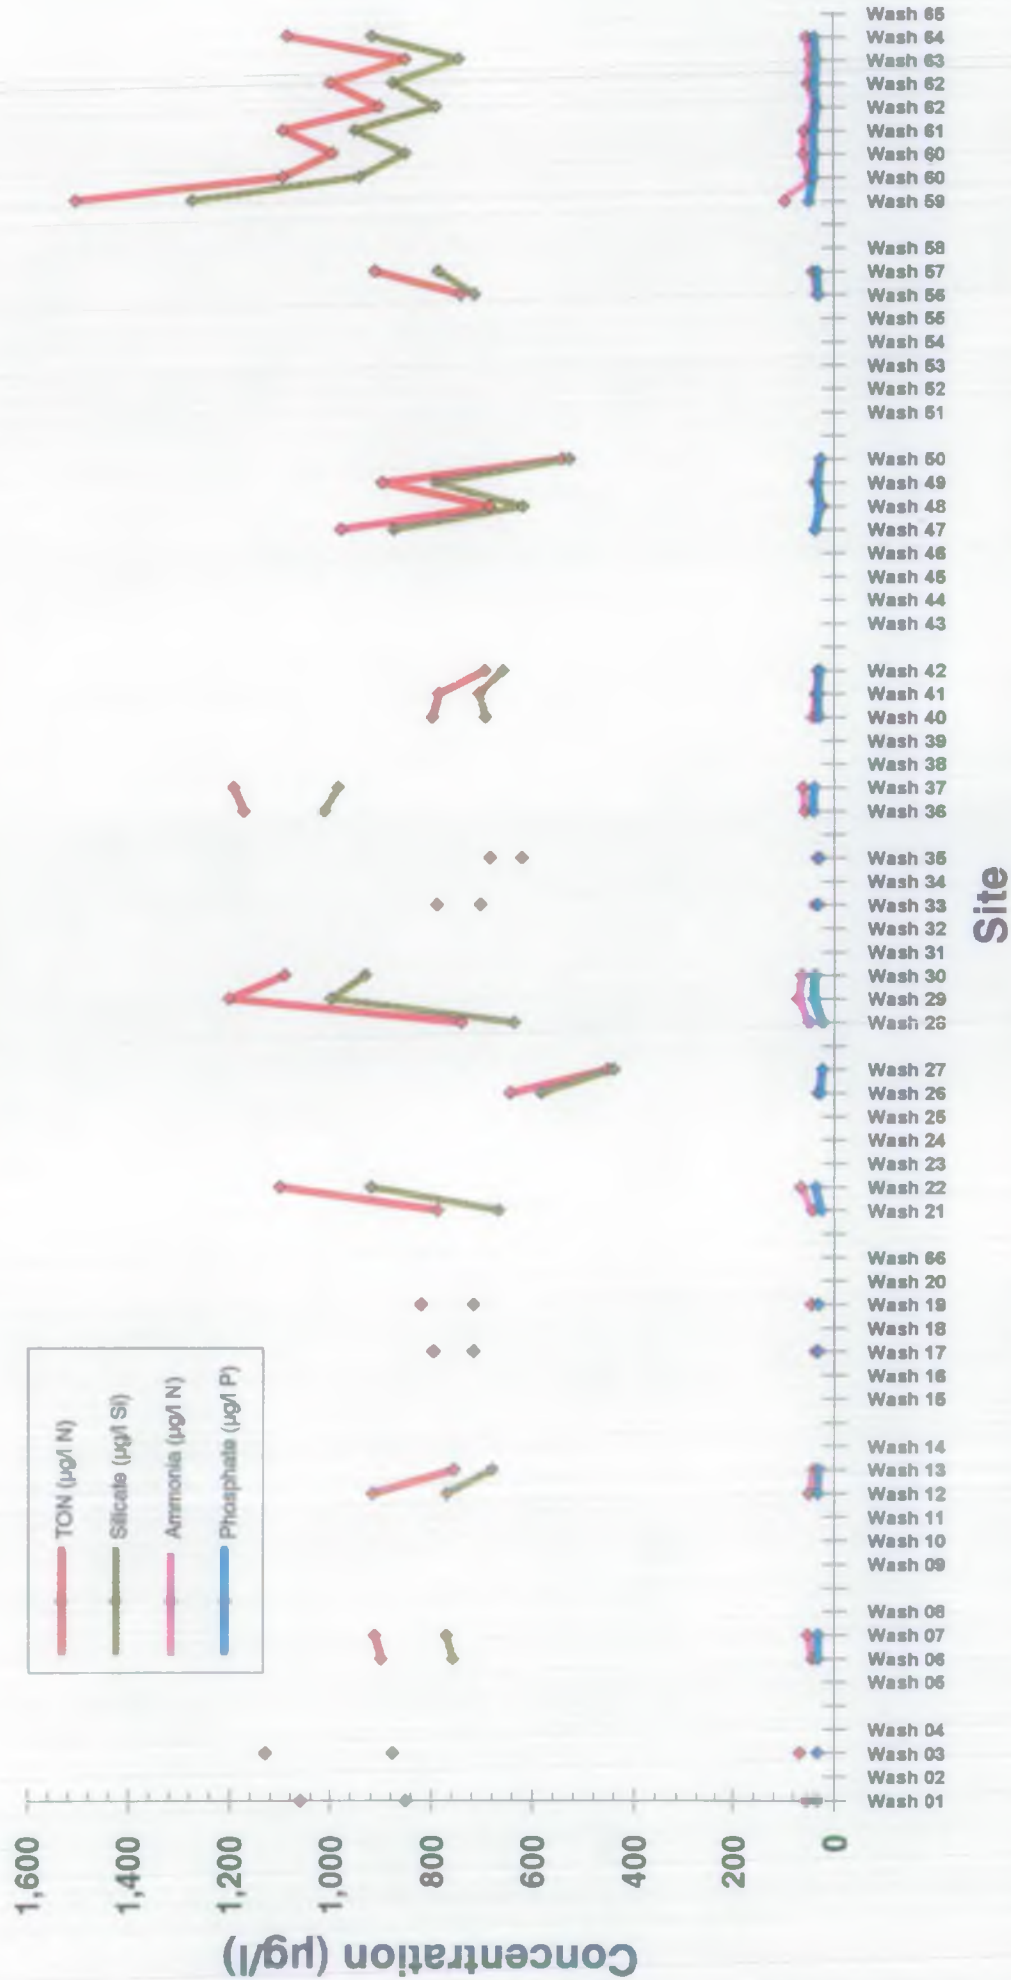 Concentration (µg/l)
1,600
1,400
1,200
1,000
800
600
400
200
0
TON (µg/l N)
Silicate (µg/l Si)
Ammonia (µg/l N)
Phosphate (µg/l P)
Wash 01
Wash 02
Wash 03
Wash 04
Wash 05
Wash 06
Wash 07
Wash 08
Wash 09
Wash 10
Wash 11
Wash 12
Wash 13
Wash 14
Wash 15
Wash 16
Wash 17
Wash 18
Wash 19
Wash 20
Wash 66
Wash 21
Wash 22
Wash 23
Wash 24
Wash 25
Wash 26
Wash 27
Wash 28
Wash 29
Wash 30
Wash 31
Wash 32
Wash 33
Wash 34
Wash 35
Wash 36
Wash 37
Wash 38
Wash 39
Wash 40
Wash 41
Wash 42
Wash 43
Wash 44
Wash 45
Wash 46
Wash 47
Wash 48
Wash 49
Wash 50
Wash 51
Wash 52
Wash 53
Wash 54
Wash 55
Wash 56
Wash 57
Wash 58
Wash 59
Wash 60
Wash 60
Wash 61
Wash 62
Wash 62
Wash 63
Wash 64
Wash 65
Site